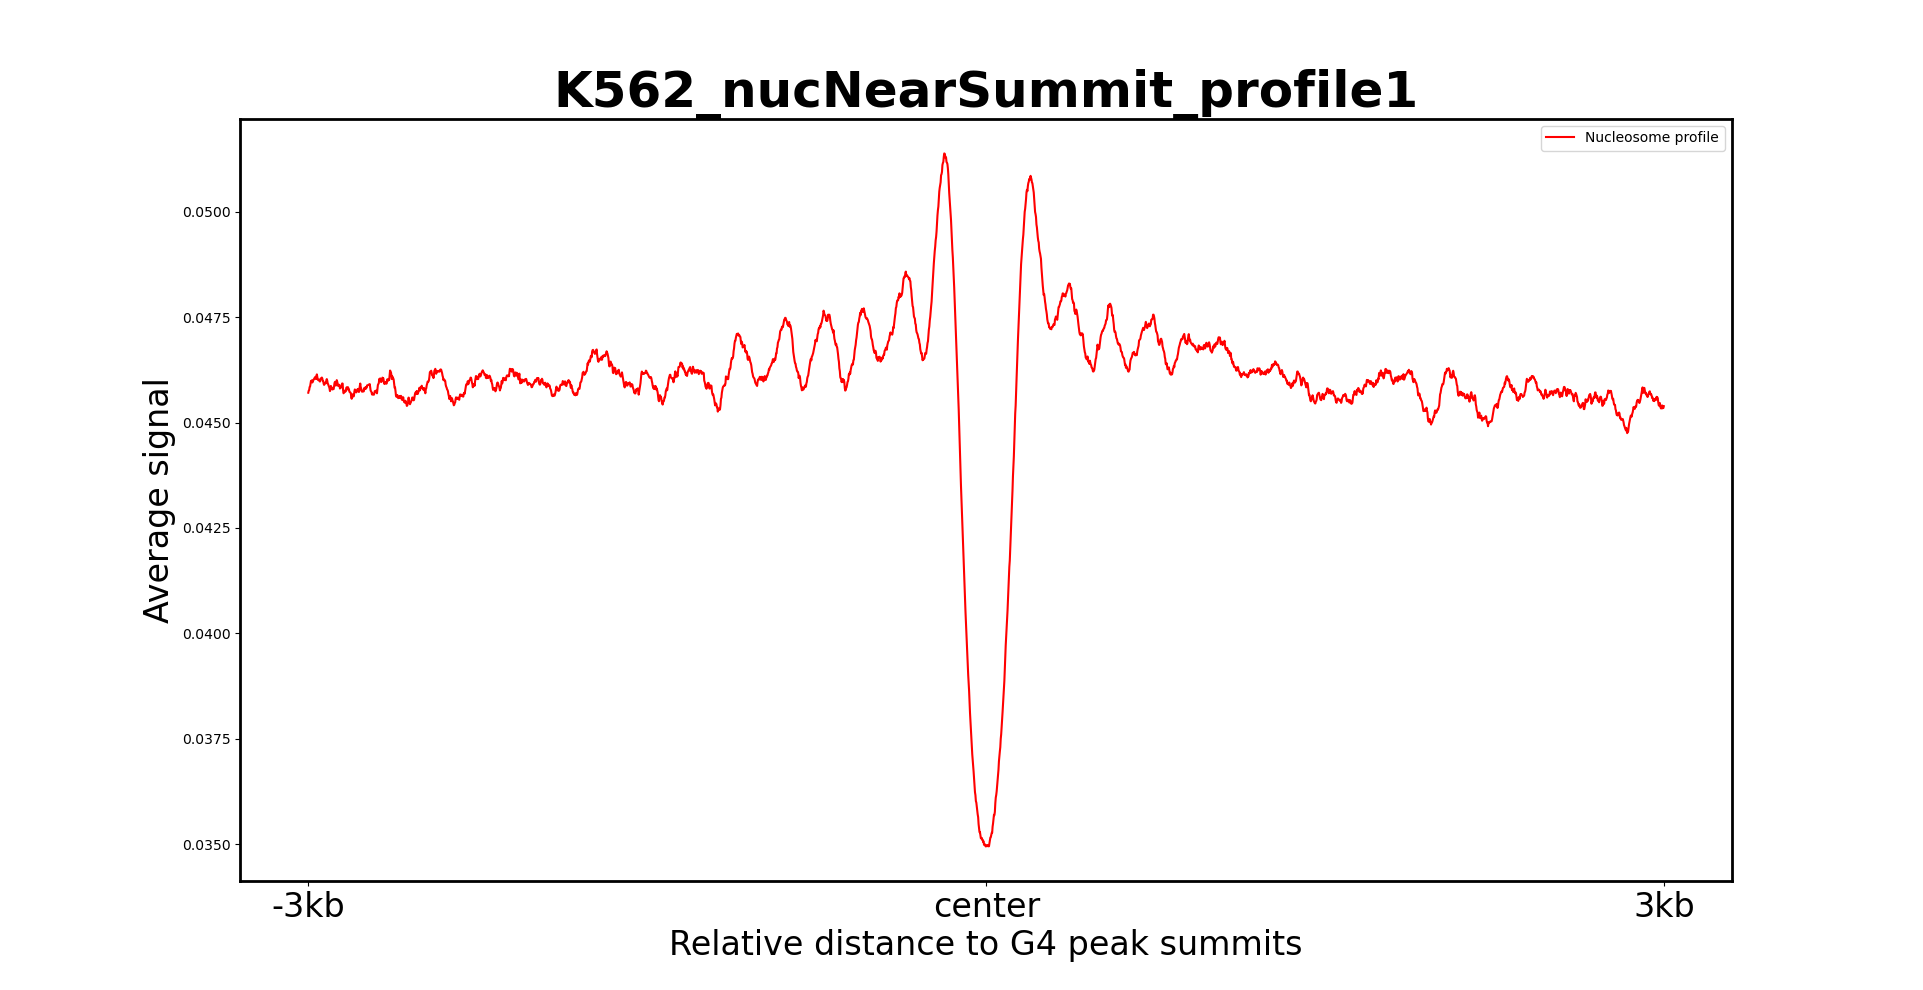 K562_nucNearSummit_profile1
Nucleosome profile
0.0500
0.0475
0.0450
0.0425
0.0400
0.0375
0.0350
Average signal
-3kb center 3kb
Relative distance to G4 peak summits